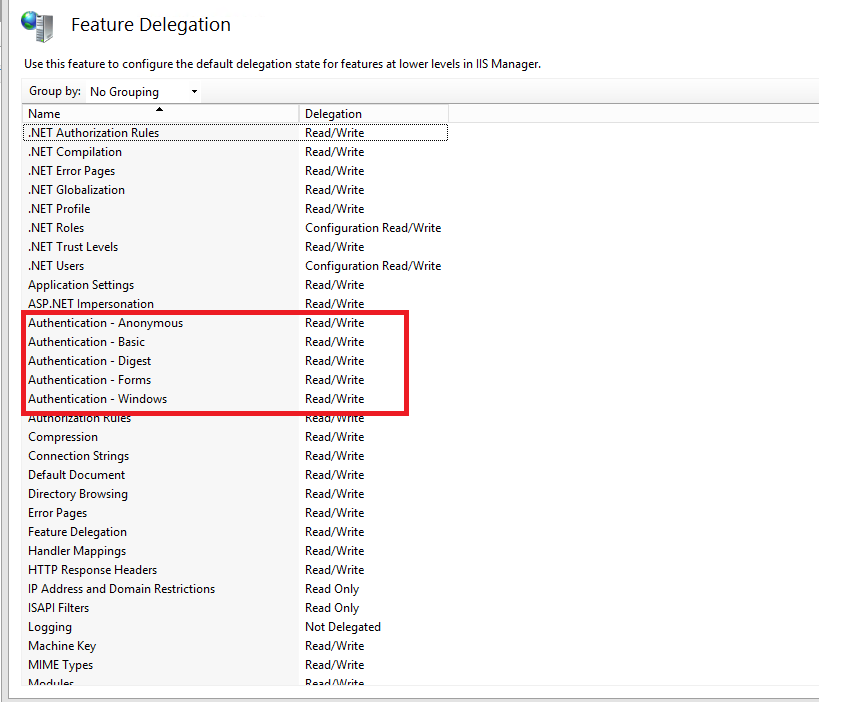 Feature Delegation
Use this feature to configure the default delegation state for features at lower levels in IIS Manager.
Group by: No Grouping
Name Delegation
.NET Authorization Rules Read/Write
.NET Compilation Read/Write
.NET Error Pages Read/Write
.NET Globalization Read/Write
.NET Profile Read/Write
.NET Roles Configuration Read/Write
.NET Trust Levels Read/Write
.NET Users Configuration Read/Write
Application Settings Read/Write
ASP.NET Impersonation Read/Write
Authentication - Anonymous Read/Write
Authentication - Basic Read/Write
Authentication - Digest Read/Write
Authentication - Forms Read/Write
Authentication - Windows Read/Write
Authorization Rules Read/Write
Compression Read/Write
Connection Strings Read/Write
Default Document Read/Write
Directory Browsing Read/Write
Error Pages Read/Write
Feature Delegation Read/Write
Handler Mappings Read/Write
HTTP Response Headers Read/Write
IP Address and Domain Restrictions Read Only
ISAPI Filters Read Only
Logging Not Delegated
Machine Key Read/Write
MIME Types Read/Write
Modules Read/Write